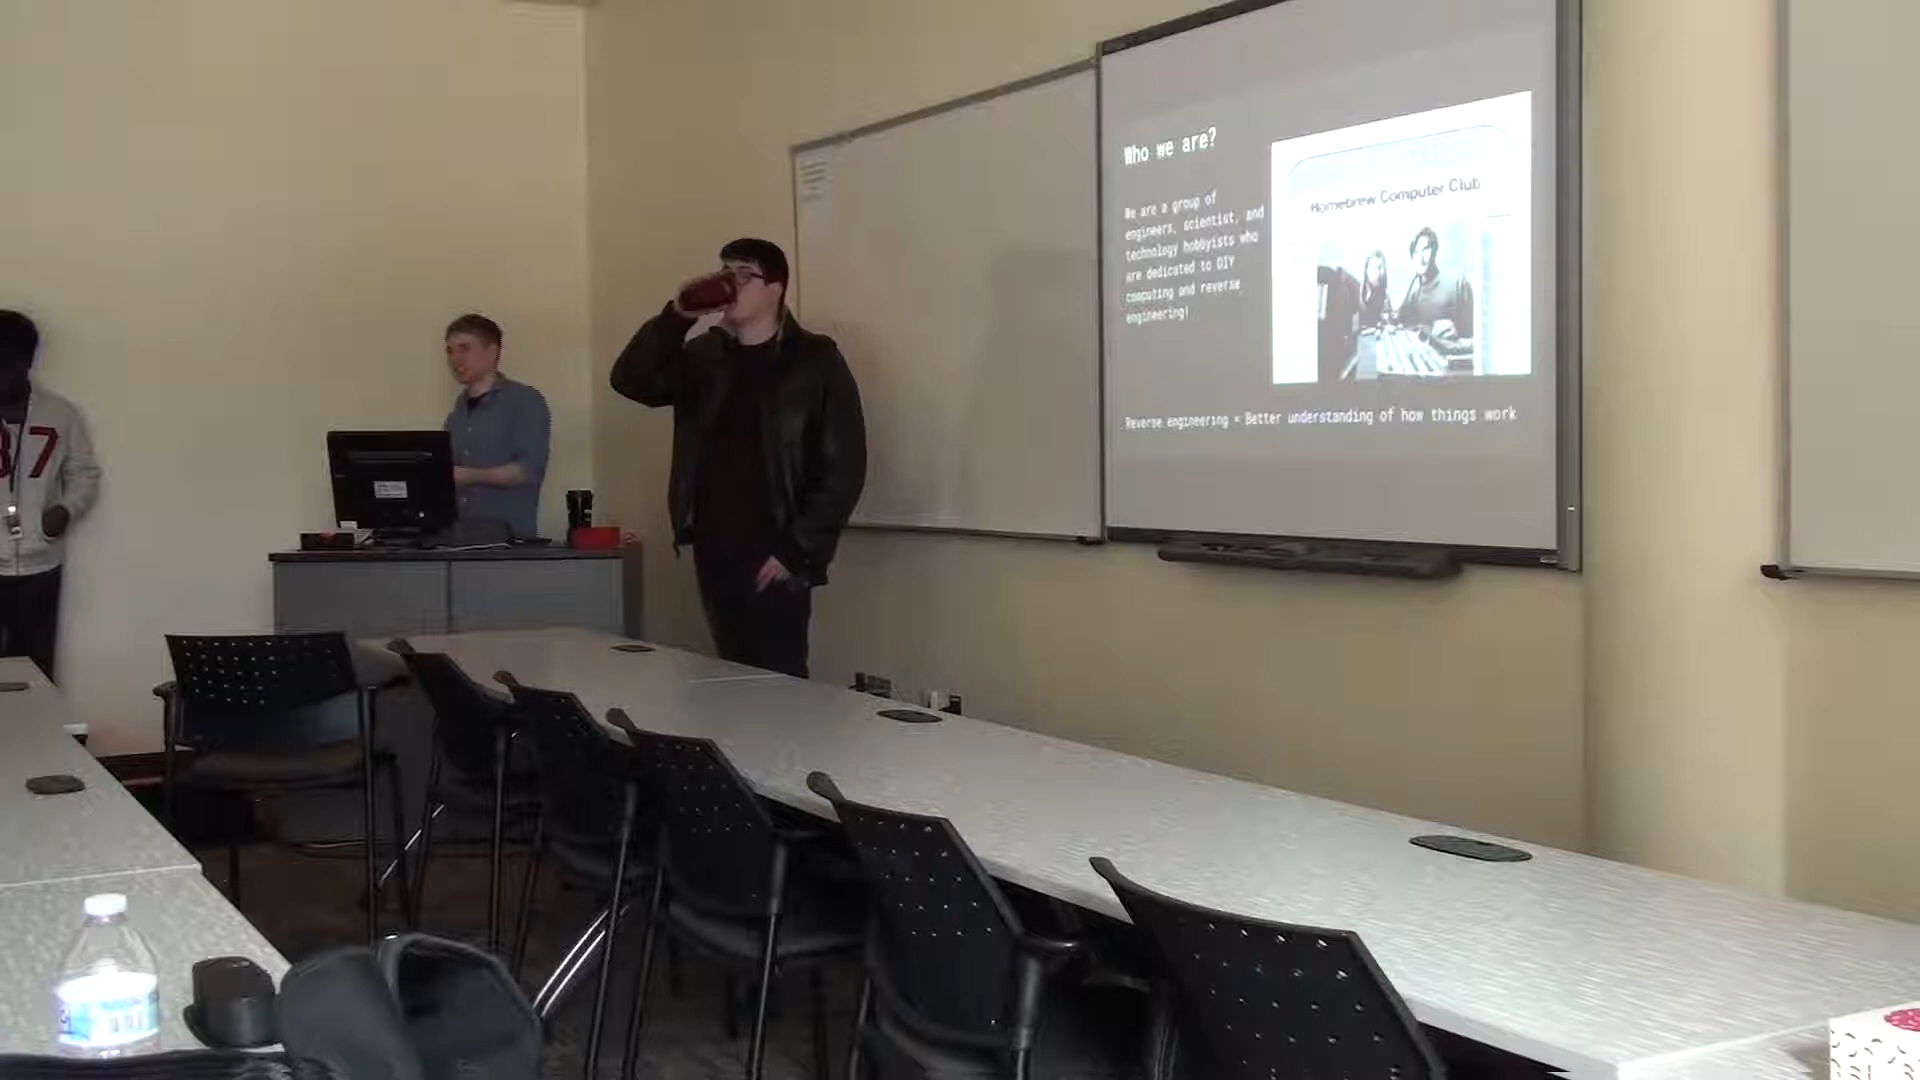 Who we are?
We are a group of
engineers, scientist, and
technology hobbyists who
are dedicated to DIY
computing and reverse
engineering!
Homebrew Computer Club
Reverse engineering = Better understanding of how things work
37